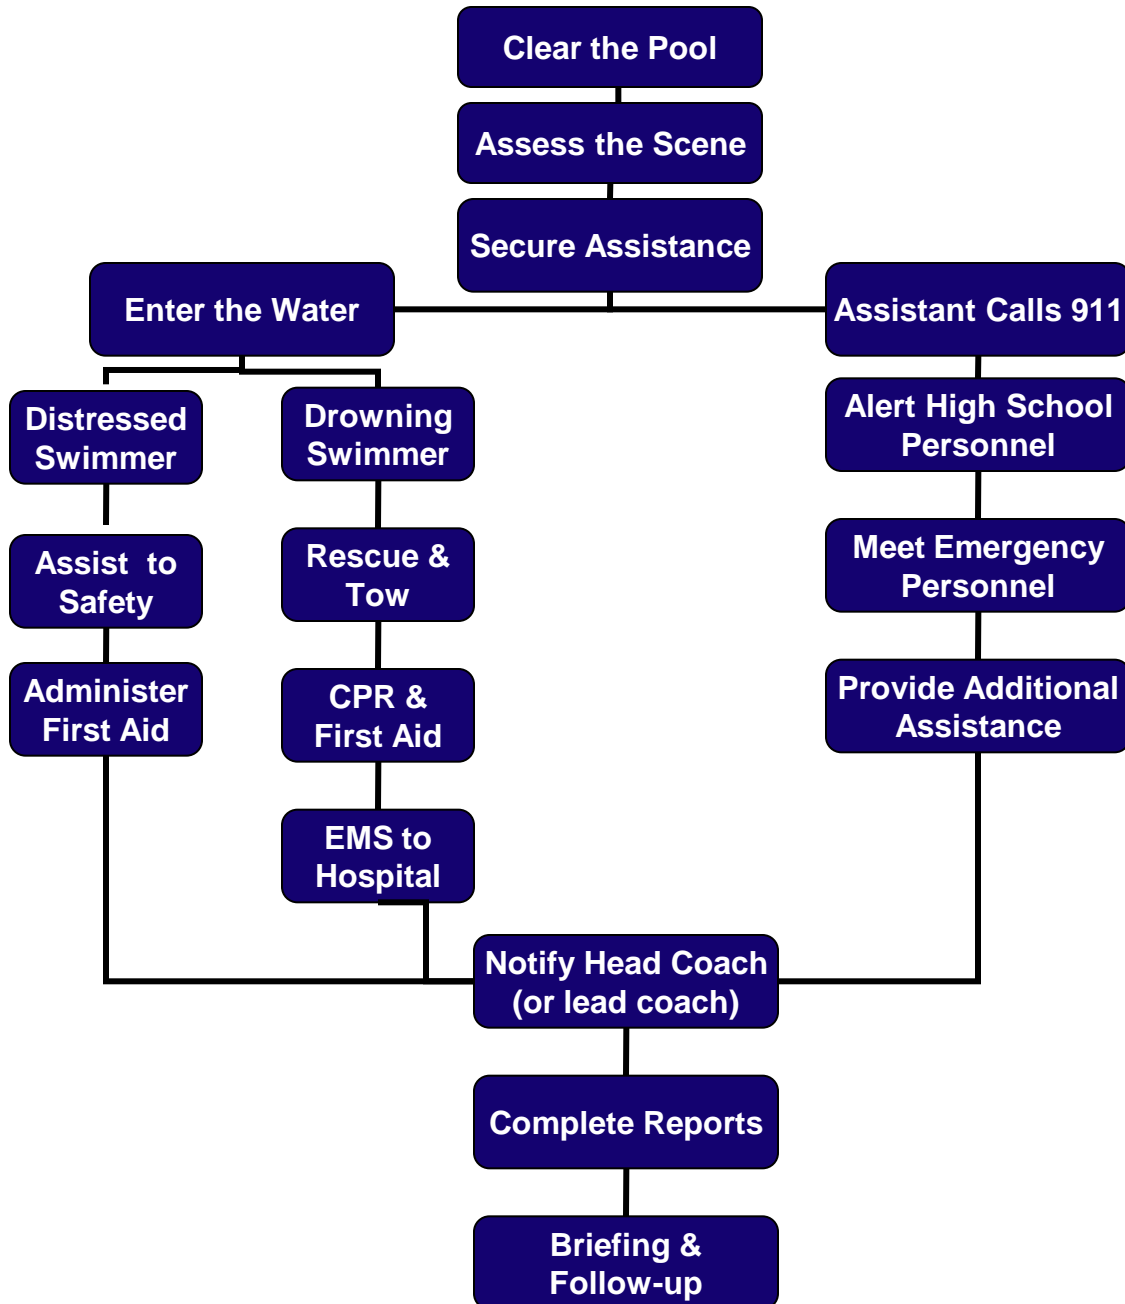 Clear the Pool
Assess the Scene
Secure Assistance
Enter the Water
Assistant Calls 911
Distressed
Swimmer
Drowning
Swimmer
Alert High School
Personnel
Assist  to
Safety
Rescue &
Tow
Meet Emergency
Personnel
Administer
First Aid
CPR &
First Aid
Provide Additional
Assistance
EMS to
Hospital
Notify Head Coach
(or lead coach)
Complete Reports
Briefing &
Follow-up